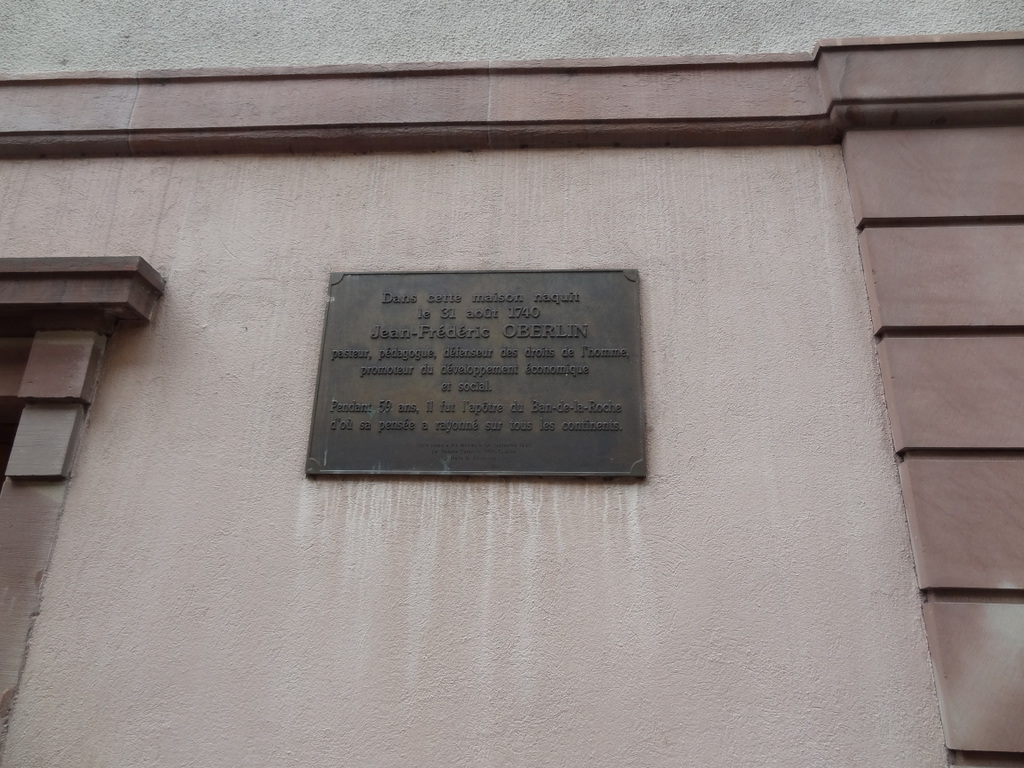 Dans cette maison naquit
le 31 août 1740
Jean-Frédéric OBERLIN
pasteur, pédagogue, défenseur des droits de l'homme,
promoteur du développement économique
et social.
Pendant 59 ans, il fut l'apôtre du Ban-de-la-Roche
d'où sa pensée a rayonné sur tous les continents.